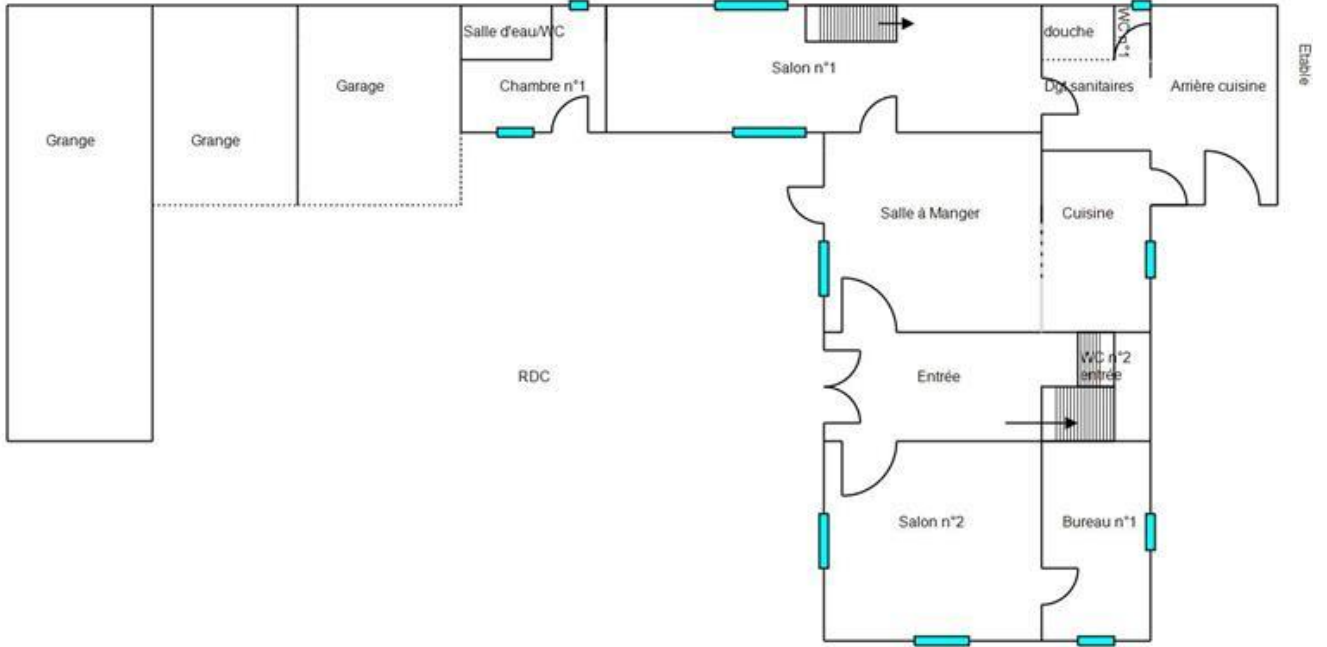 Salle d'eau/WC
douche
WC n°1
Etable
Salon n°1
Garage
Chambre n°1
Dgt sanitaires
Arrière cuisine
Grange
Grange
Salle à Manger
Cuisine
WC n°2
entrée
RDC
Entrée
Salon n°2
Bureau n°1